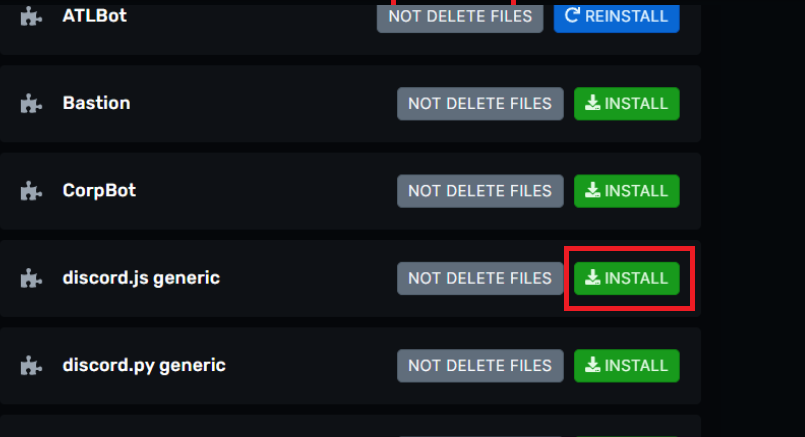 ATLBot NOT DELETE FILES REINSTALL
Bastion NOT DELETE FILES INSTALL
CorpBot NOT DELETE FILES INSTALL
discord.js generic NOT DELETE FILES INSTALL
discord.py generic NOT DELETE FILES INSTALL